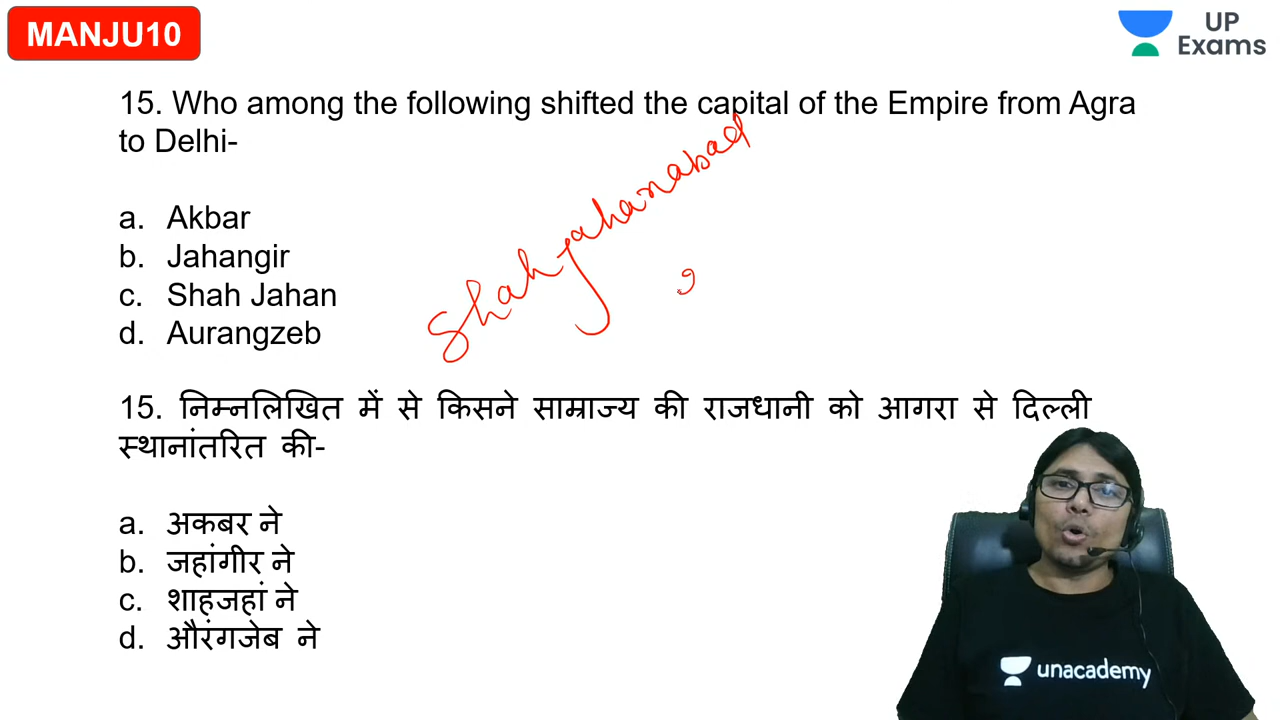 MANJU10
UP
Exams
15. Who among the following shifted the capital of the Empire from Agra
to Delhi-
a. Akbar
b. Jahangir
c. Shah Jahan
d. Aurangzeb
Shahjahanabad
15. निम्नलिखित में से किसने साम्राज्य की राजधानी को आगरा से दिल्ली
स्थानांतरित की-
a. अकबर ने
b. जहांगीर ने
c. शाहजहां ने
d. औरंगजेब ने
unacademy